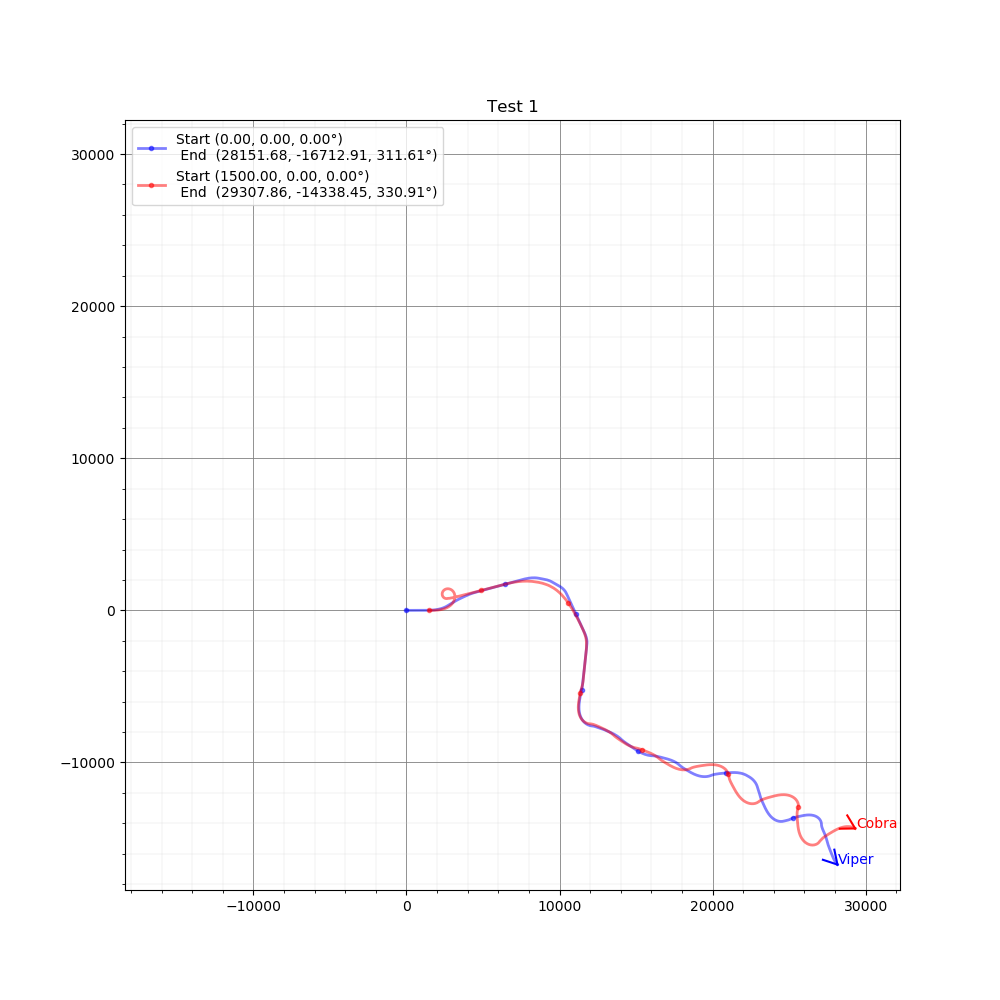 Test 1
Start (0.00, 0.00, 0.00°)
End (28151.68, -16712.91, 311.61°)
Start (1500.00, 0.00, 0.00°)
End (29307.86, -14338.45, 330.91°)
30000
20000
10000
0
−10000
Cobra
Viper
−10000 0 10000 20000 30000